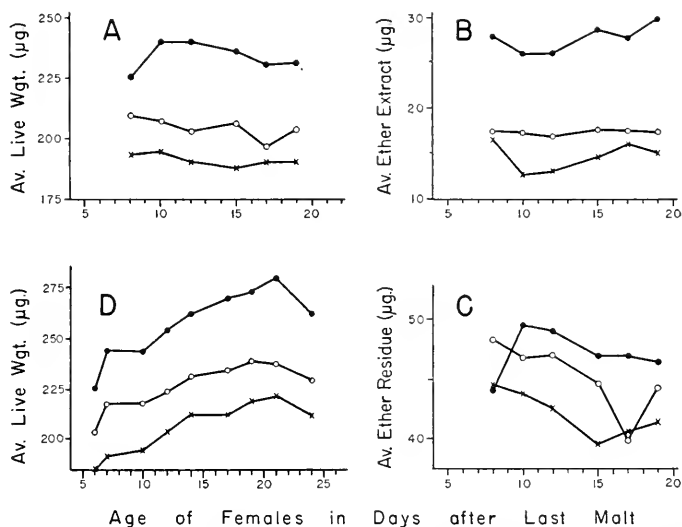 A
Av. Live Wgt. (µg)
250
225
200
175
5 10 15 20
B
Av. Ether Extract (µg)
30
20
10
5 10 15 20
D
Av. Live Wgt. (µg.)
275
250
225
200
5 10 15 20 25
C
Av. Ether Residue (µg.)
50
40
5 10 15 20
Age of Females in Days after Last Malt